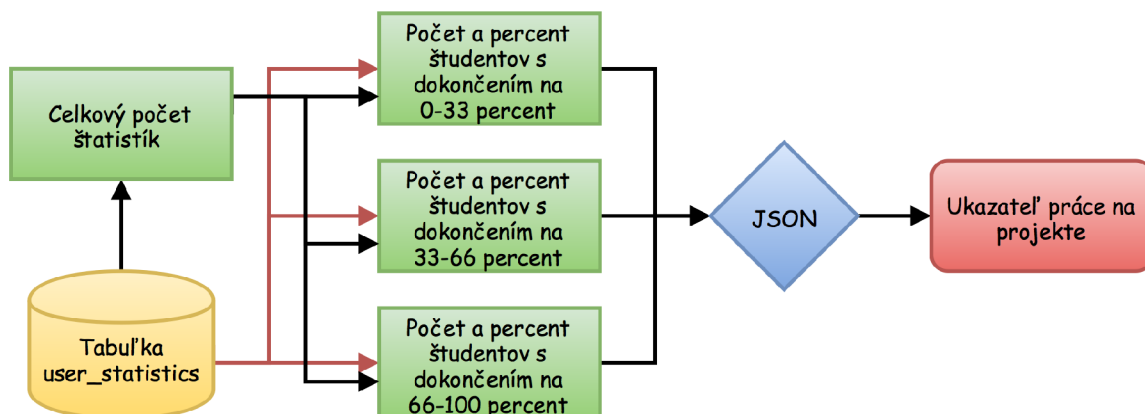 Celkový počet
štatistík
Tabuľka
user_statistics
Počet a percent
študentov s
dokončením na
0-33 percent
Počet a percent
študentov s
dokončením na
33-66 percent
Počet a percent
študentov s
dokončením na
66-100 percent
JSON
Ukazateľ práce na
projekte